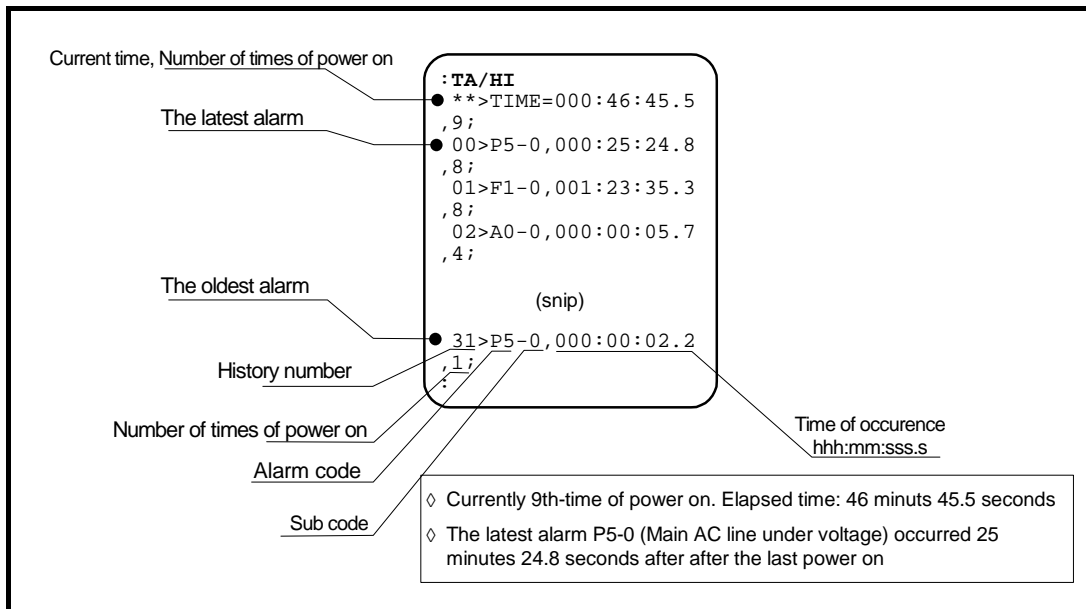 Current time, Number of times of power on
:TA/HI
**>TIME=000:46:45.5
,9;
The latest alarm
00>P5-0,000:25:24.8
,8;
01>F1-0,001:23:35.3
,8;
02>A0-0,000:00:05.7
,4;
The oldest alarm
(snip)
31>P5-0,000:00:02.2
,1;
:
History number
Number of times of power on
Alarm code
Sub code
Time of occurence
hhh:mm:sss.s
◊ Currently 9th-time of power on. Elapsed time: 46 minuts 45.5 seconds
◊ The latest alarm P5-0 (Main AC line under voltage) occurred 25
minutes 24.8 seconds after after the last power on